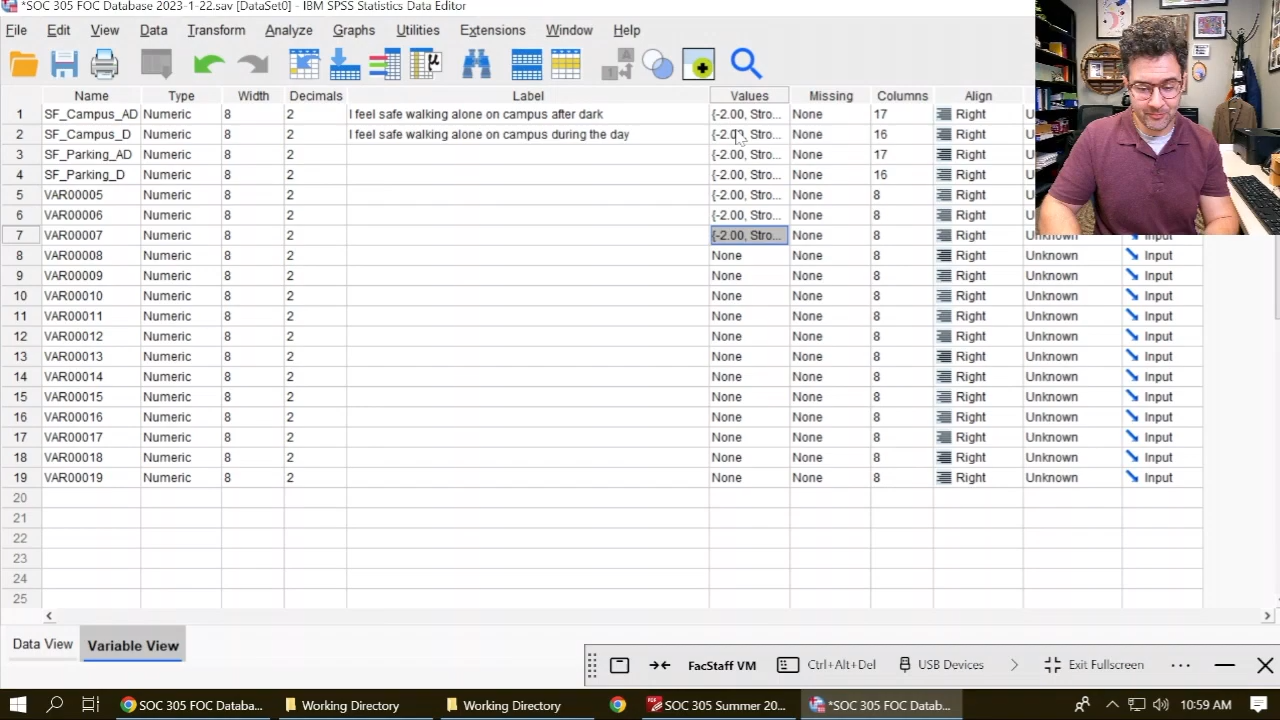 *SOC 305 FOC Database 2023-1-22.sav [DataSet0] - IBM SPSS Statistics Data Editor
File Edit View Data Transform Analyze Graphs Utilities Extensions Window Help
Name Type Width Decimals Label Values Missing Columns Align
1 SF_Campus_AD Numeric 8 2 I feel safe walking alone on campus after dark {-2.00, Stro... None 17 Right
2 SF_Campus_D Numeric 8 2 I feel safe walking alone on campus during the day {-2.00, Stro... None 16 Right
3 SF_Parking_AD Numeric 8 2 {-2.00, Stro... None 17 Right
4 SF_Parking_D Numeric 8 2 {-2.00, Stro... None 16 Right
5 VAR00005 Numeric 8 2 {-2.00, Stro... None 8 Right
6 VAR00006 Numeric 8 2 {-2.00, Stro... None 8 Right
7 VAR00007 Numeric 8 2 {-2.00, Stro... None 8 Right Unknown Input
8 VAR00008 Numeric 8 2 None None 8 Right Unknown Input
9 VAR00009 Numeric 8 2 None None 8 Right Unknown Input
10 VAR00010 Numeric 8 2 None None 8 Right Unknown Input
11 VAR00011 Numeric 8 2 None None 8 Right Unknown Input
12 VAR00012 Numeric 8 2 None None 8 Right Unknown Input
13 VAR00013 Numeric 8 2 None None 8 Right Unknown Input
14 VAR00014 Numeric 8 2 None None 8 Right Unknown Input
15 VAR00015 Numeric 8 2 None None 8 Right Unknown Input
16 VAR00016 Numeric 8 2 None None 8 Right Unknown Input
17 VAR00017 Numeric 8 2 None None 8 Right Unknown Input
18 VAR00018 Numeric 8 2 None None 8 Right Unknown Input
19 VAR00019 Numeric 8 2 None None 8 Right Unknown Input
20
21
22
23
24
25
Data View Variable View
FacStaff VM Ctrl+Alt+Del USB Devices Exit Fullscreen
SOC 305 FOC Databa... Working Directory Working Directory SOC 305 Summer 20... *SOC 305 FOC Datab... 10:59 AM